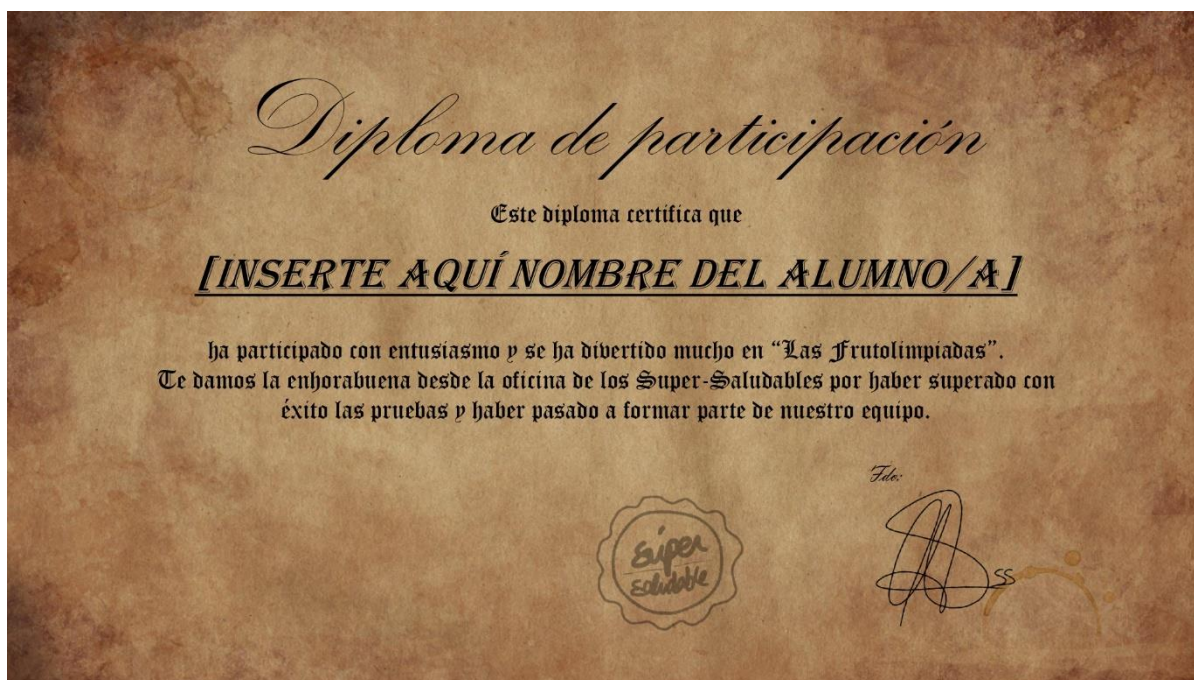 Diploma de participación
Este diploma certifica que
[INSERTE AQUÍ NOMBRE DEL ALUMNO/A]
ha participado con entusiasmo y se ha divertido mucho en “Las Frutolimpiadas”.
Te damos la enhorabuena desde la oficina de los Super-Saludables por haber superado con
éxito las pruebas y haber pasado a formar parte de nuestro equipo.
Fdo:
Súper
Saludable
SS